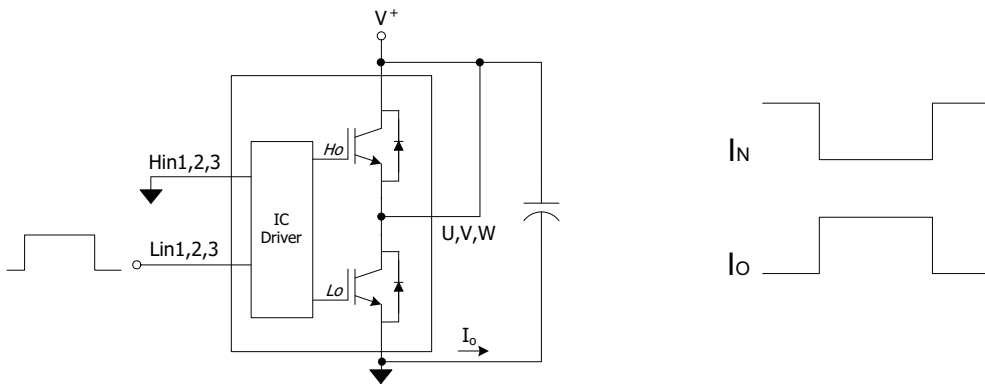 V+
Hin1,2,3
Ho
IC
Driver
U,V,W
Lin1,2,3
Lo
Io
IN
IO